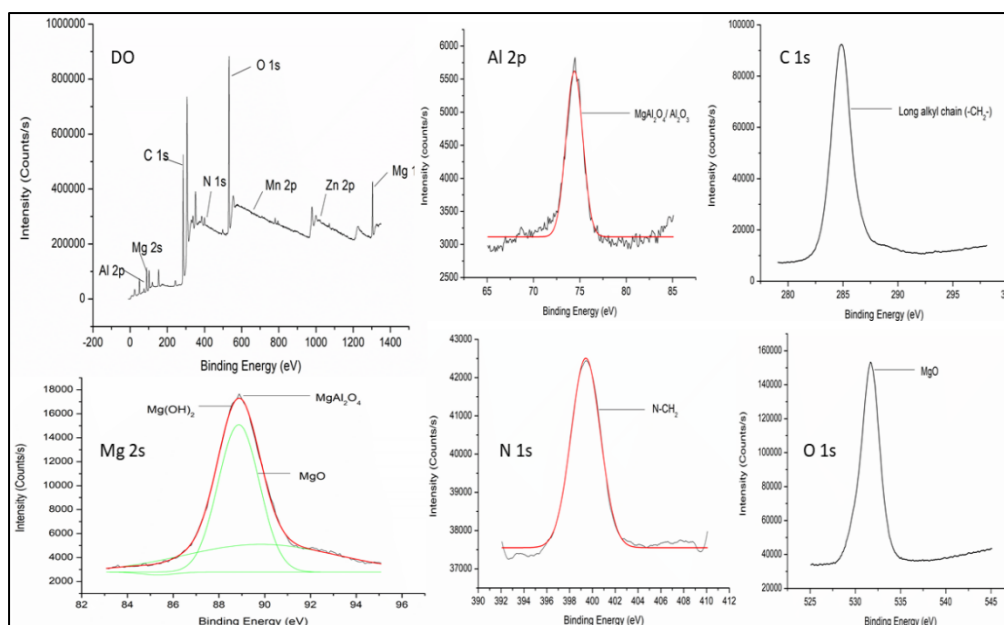 DO
1000000
800000
600000
400000
200000
0
Intensity (Counts/s)
O 1s
C 1s
N 1s
Mn 2p
Zn 2p
Mg 1
Mg 2s
Al 2p
-200 0 200 400 600 800 1000 1200 1400
Binding Energy (eV)
Al 2p
6000
5500
5000
4500
4000
3500
3000
2500
Intensity (counts/s)
MgAl₂O₄/ Al₂O₃
65 70 75 80 85
Binding Energy (eV)
C 1s
100000
80000
60000
40000
20000
0
Intensity (counts/s)
Long alkyl chain (-CH₂-)
280 285 292 295
Binding Energy (eV)
Mg 2s
18000
16000
14000
12000
10000
8000
6000
4000
2000
Intensity (Counts/s)
Mg(OH)₂
MgAl₂O₄
MgO
82 84 86 88 90 92 94 96
Binding Energy (eV)
N 1s
43000
42000
41000
40000
39000
38000
37000
Intensity (Counts/s)
N-CH₂
390 392 394 396 398 400 402 404 406 408 410 412
Binding Energy (eV)
O 1s
160000
140000
120000
100000
80000
60000
40000
20000
Intensity (Counts/s)
MgO
525 532 535 542 545
Binding Energy (eV)